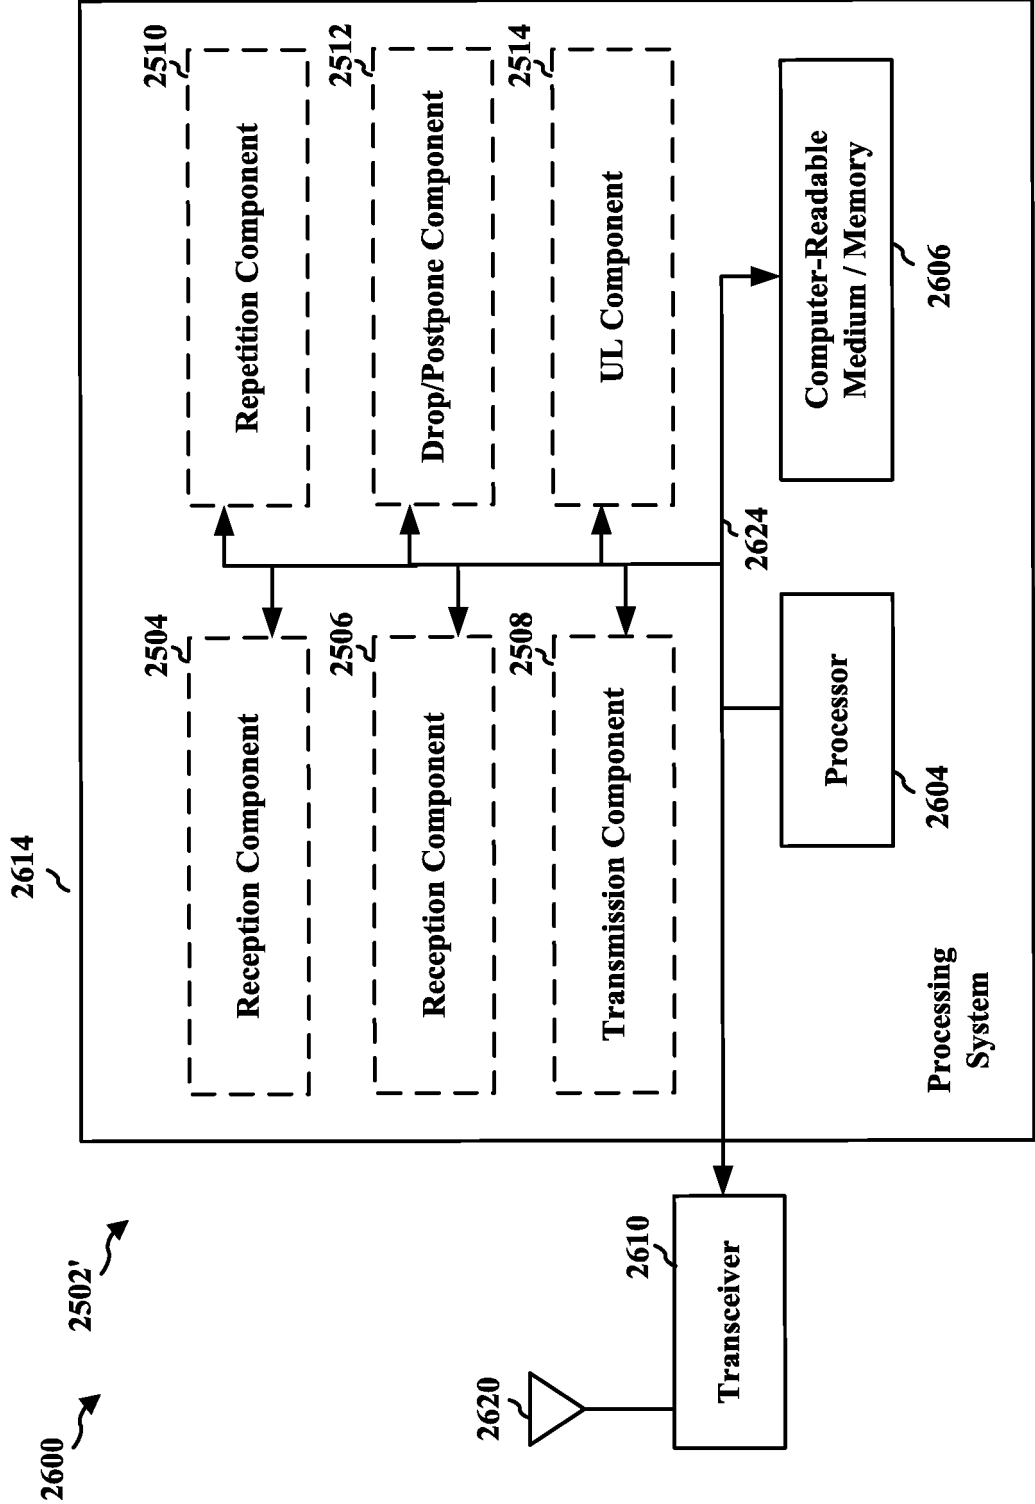 2600
2502'
2614
2504
Reception Component
2510
Repetition Component
2506
Reception Component
2512
Drop/Postpone Component
2508
Transmission Component
2514
UL Component
2620
2610
Transceiver
2624
Processor
2604
Computer-Readable
Medium / Memory
2606
Processing
System